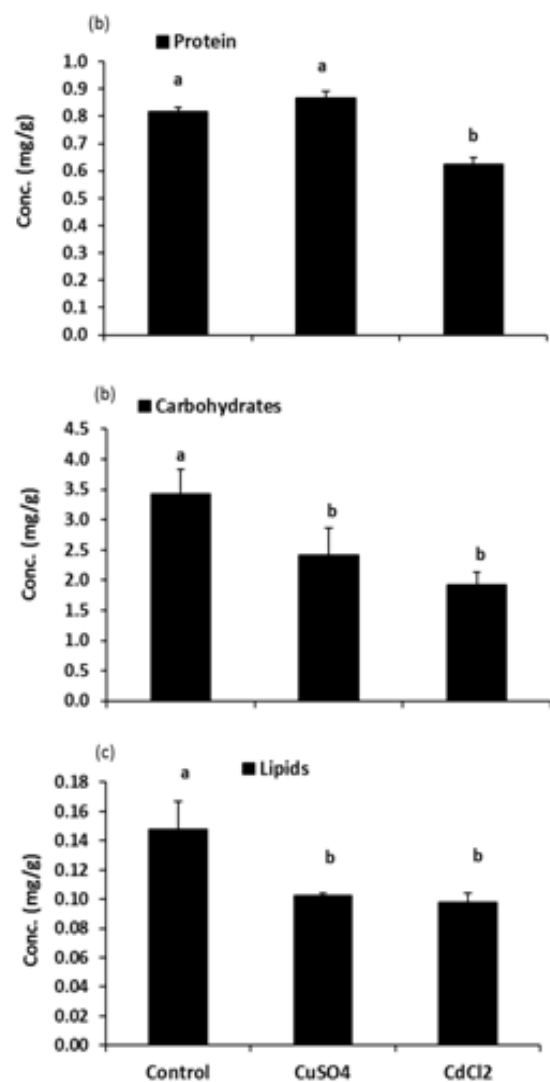 (b)
Protein
1.0
0.9
0.8
0.7
0.6
0.5
0.4
0.3
0.2
0.1
0.0
Conc. (mg/g)
a
a
b
(b)
Carbohydrates
4.5
4.0
3.5
3.0
2.5
2.0
1.5
1.0
0.5
0.0
Conc. (mg/g)
a
b
b
(c)
Lipids
0.18
0.16
0.14
0.12
0.10
0.08
0.06
0.04
0.02
0.00
Conc. (mg/g)
a
b
b
Control CuSO4 CdCl2